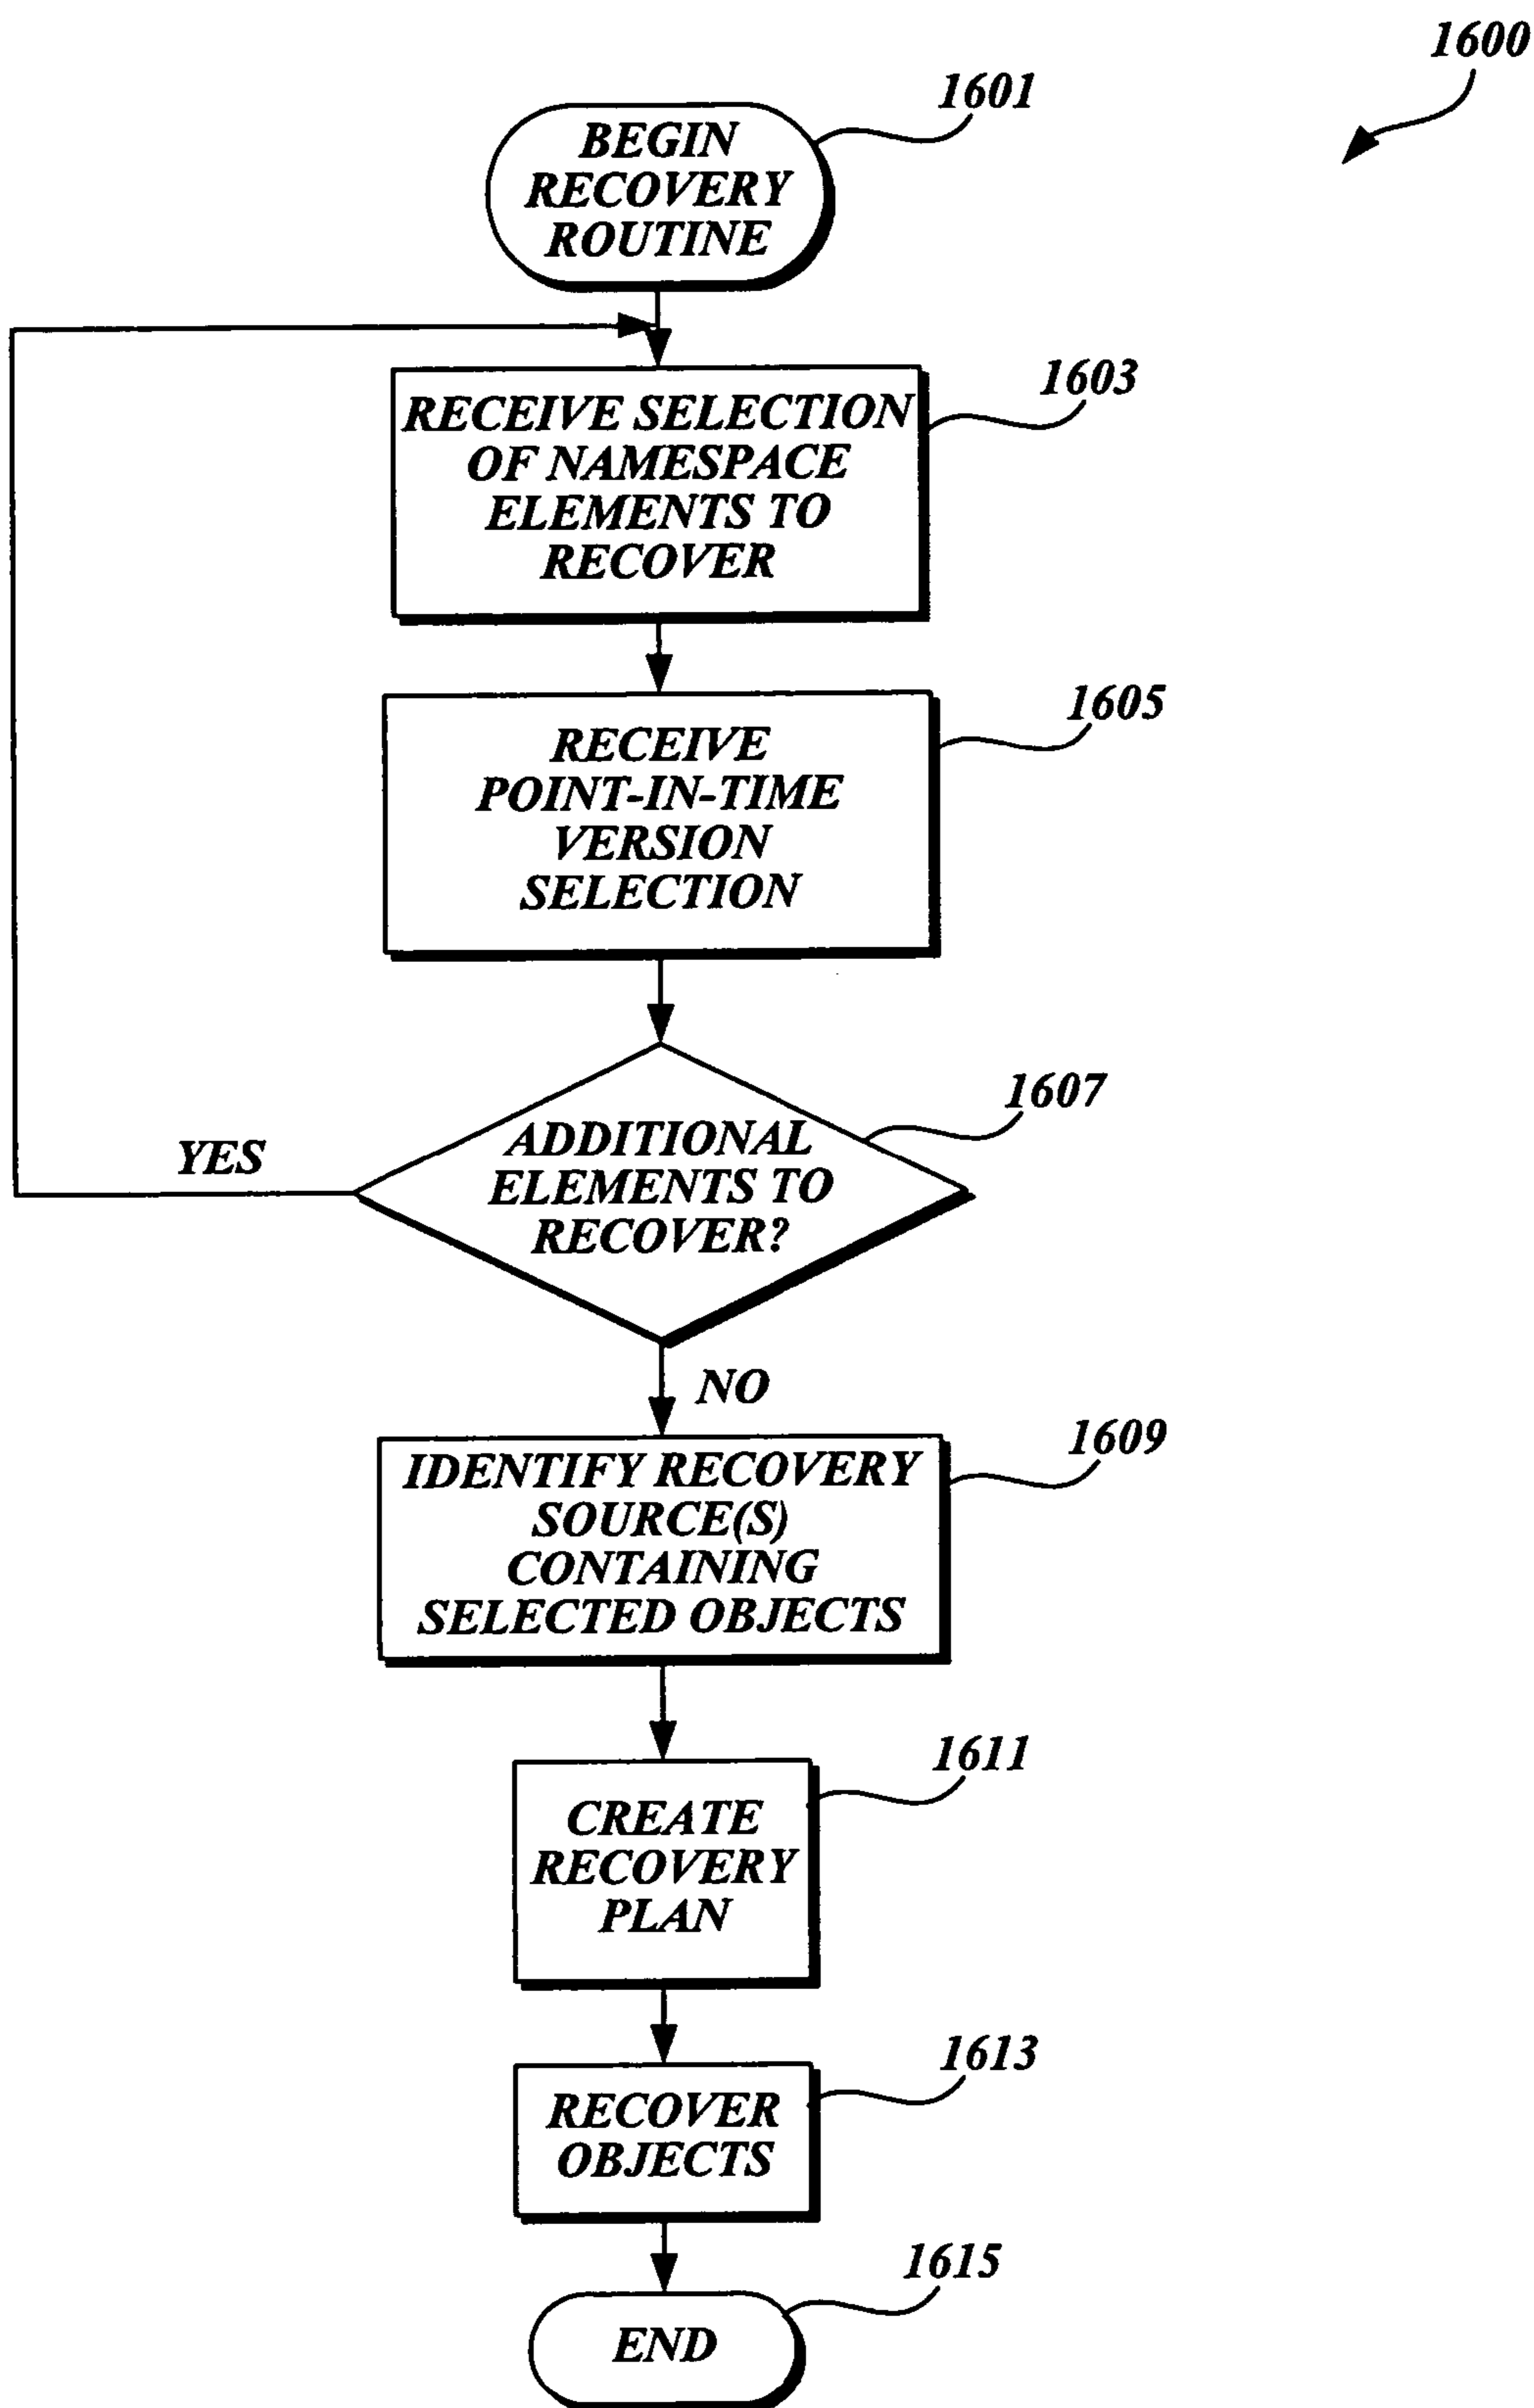 1600
1601
BEGIN
RECOVERY
ROUTINE
1603
RECEIVE SELECTION
OF NAMESPACE
ELEMENTS TO
RECOVER
1605
RECEIVE
POINT-IN-TIME
VERSION
SELECTION
1607
ADDITIONAL
ELEMENTS TO
RECOVER?
YES
NO
1609
IDENTIFY RECOVERY
SOURCE(S)
CONTAINING
SELECTED OBJECTS
1611
CREATE
RECOVERY
PLAN
1613
RECOVER
OBJECTS
1615
END